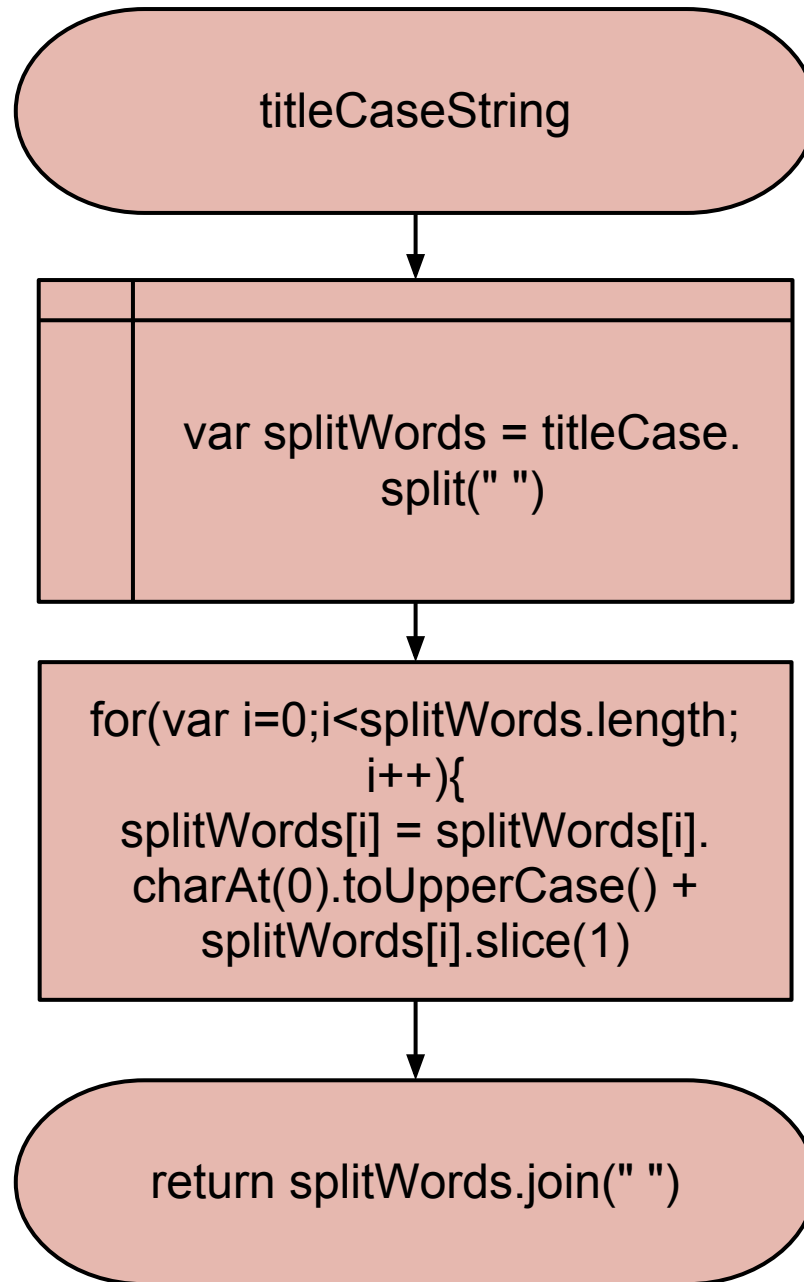 titleCaseString
var splitWords = titleCase.
split(" ")
for(var i=0;i<splitWords.length;
i++){
splitWords[i] = splitWords[i].
charAt(0).toUpperCase() +
splitWords[i].slice(1)
return splitWords.join(" ")